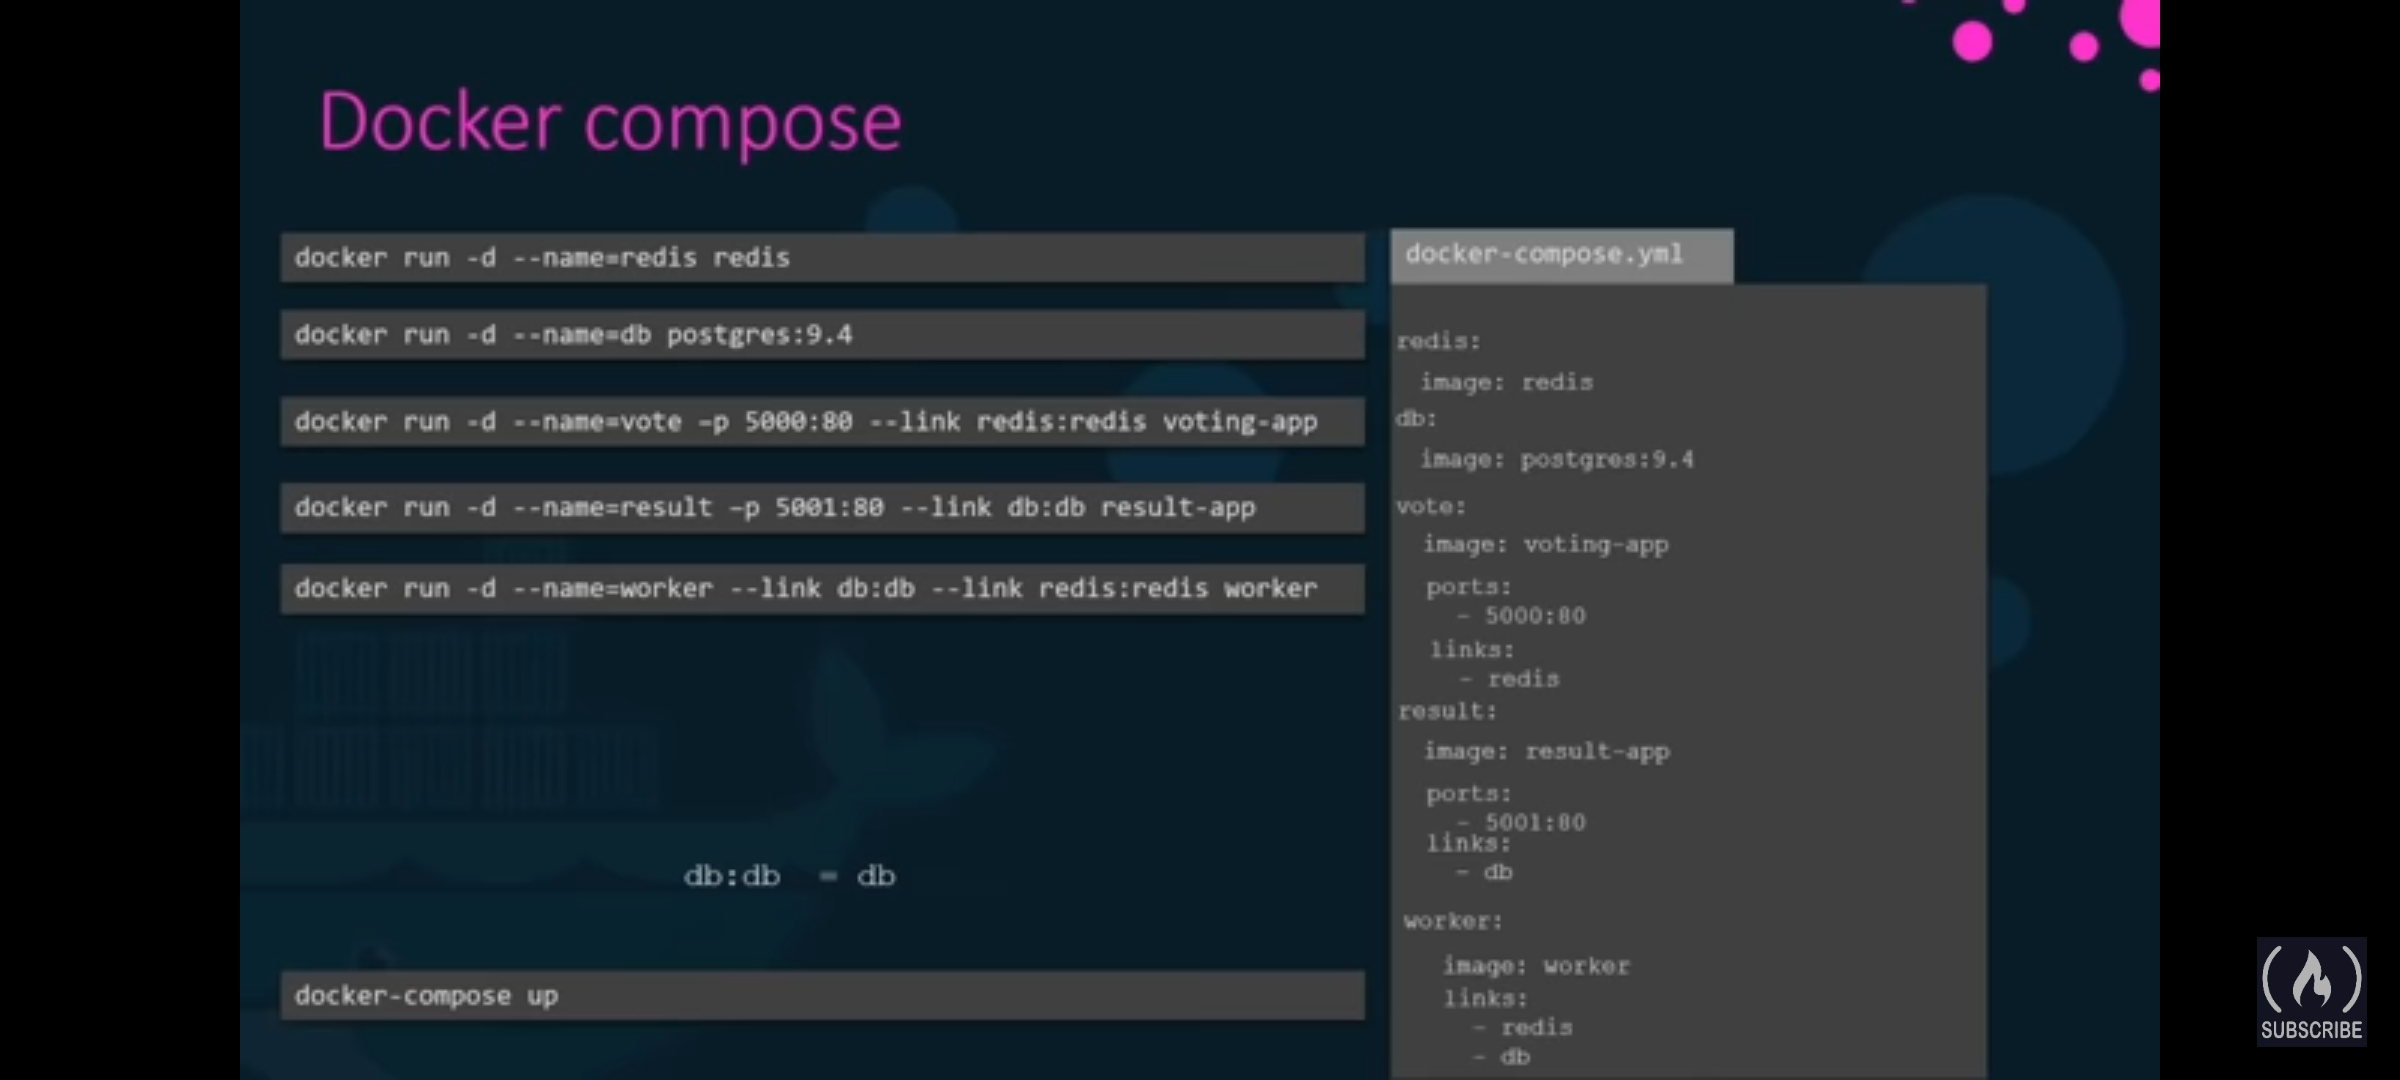 Docker compose
docker run -d --name=redis redis
docker run -d --name=db postgres:9.4
docker run -d --name=vote –p 5000:80 --link redis:redis voting-app
docker run -d --name=result –p 5001:80 --link db:db result-app
docker run -d --name=worker --link db:db --link redis:redis worker
db:db = db
docker-compose up
docker-compose.yml
redis:
image: redis
db:
image: postgres:9.4
vote:
image: voting-app
ports:
- 5000:80
links:
- redis
result:
image: result-app
ports:
- 5001:80
links:
- db
worker:
image: worker
links:
- redis
- db
SUBSCRIBE